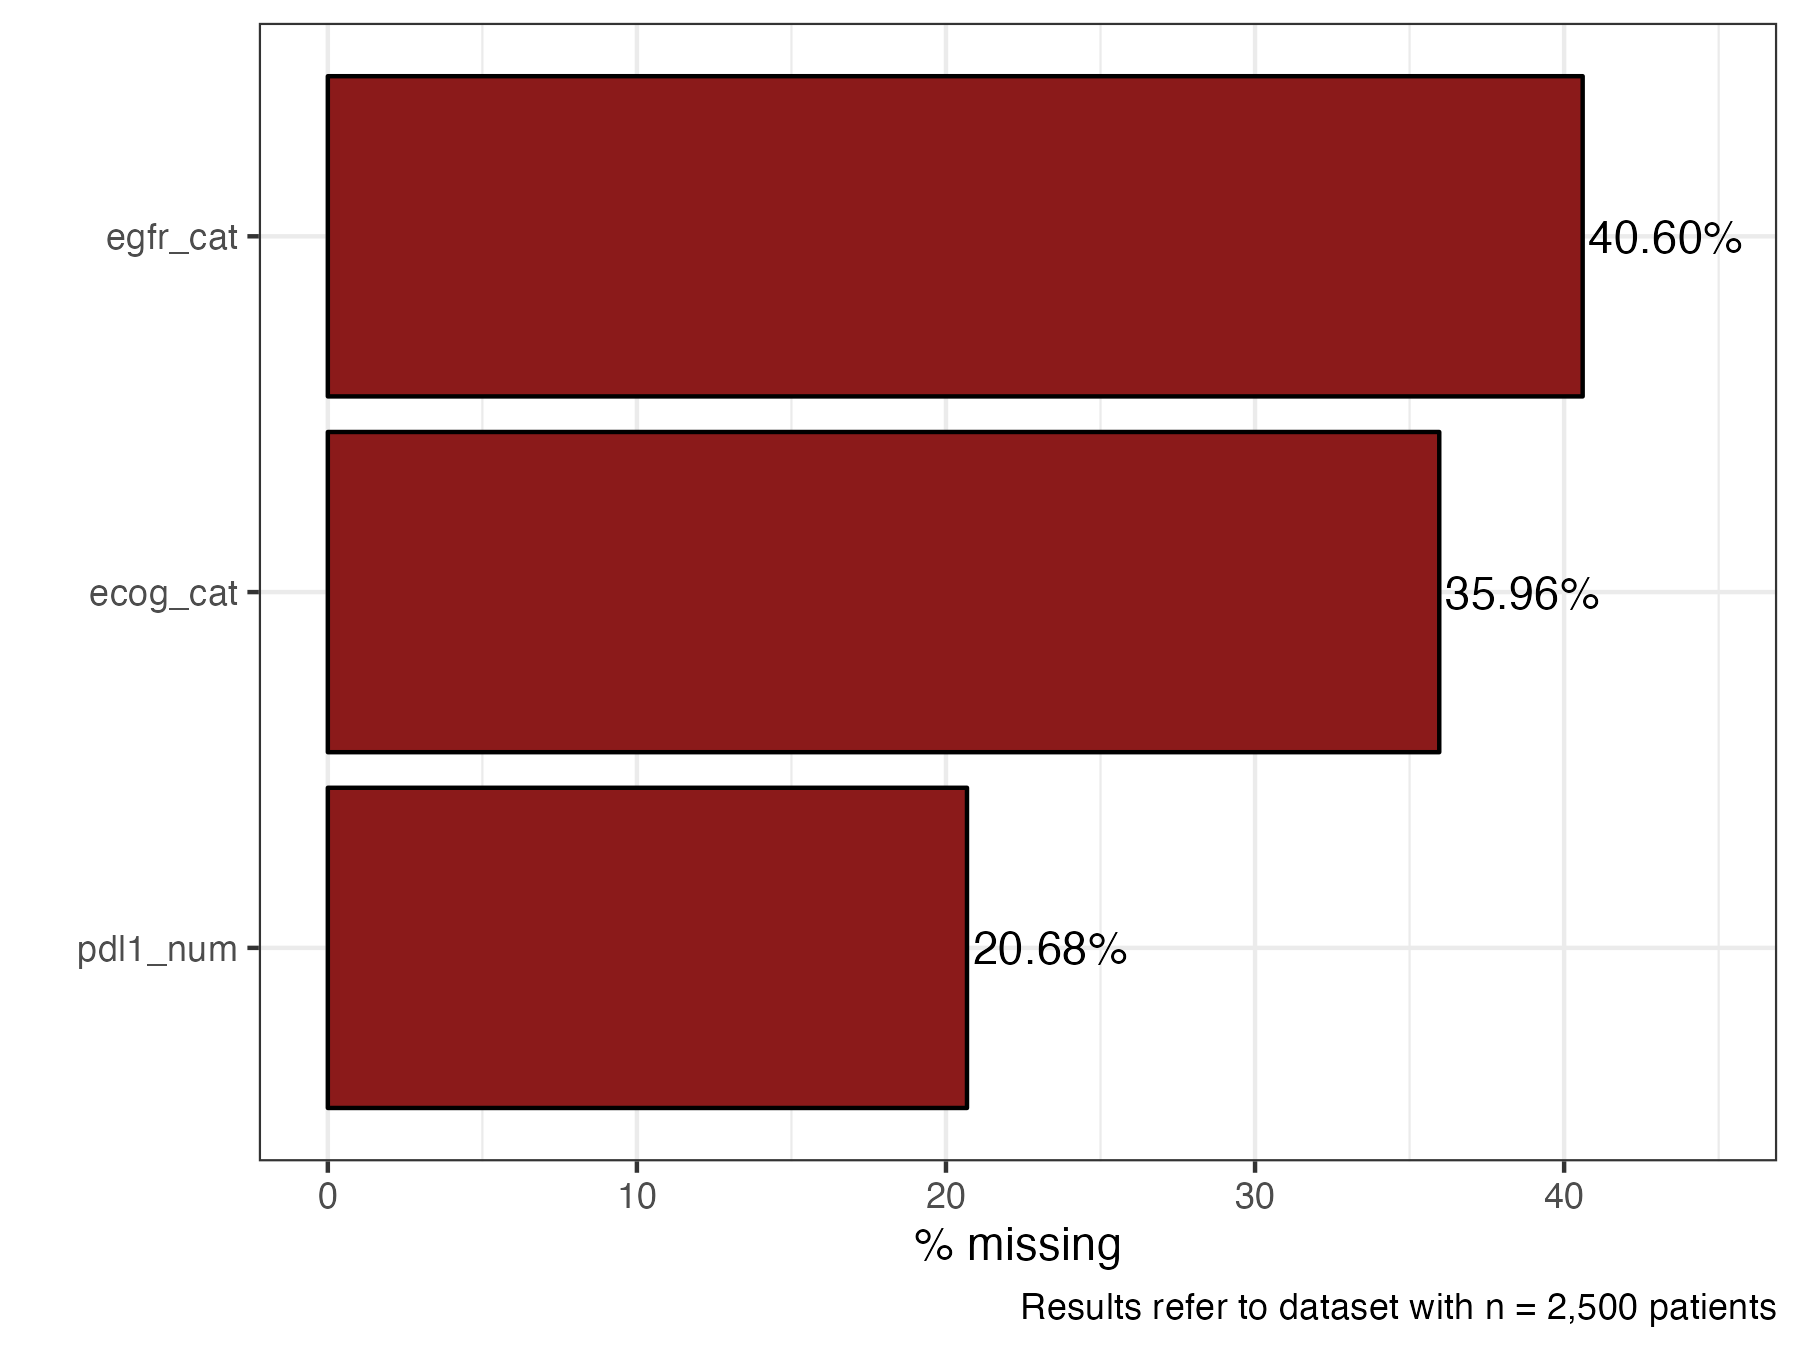 egfr_cat
40.60%
ecog_cat
35.96%
pdl1_num
20.68%
0 10 20 30 40
% missing
Results refer to dataset with n = 2,500 patients